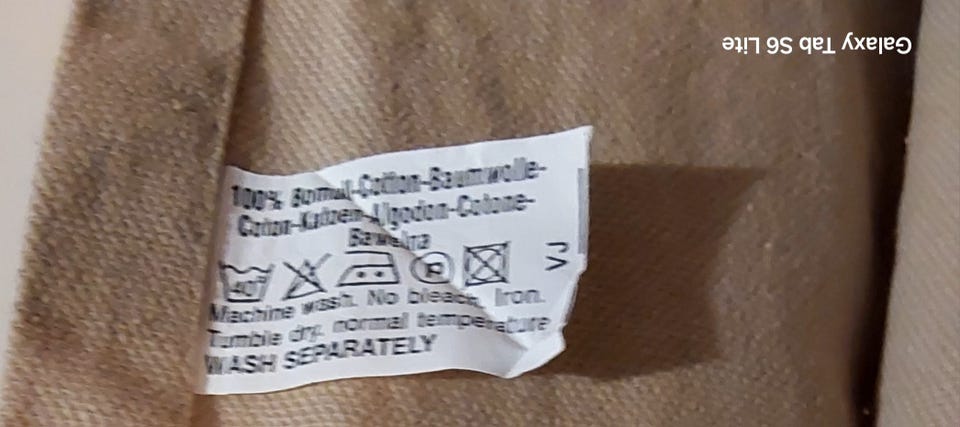 100% Bomull-Cotton-Baumwolle-
Coton-Katoen-Algodon-Cotone-
Bawełna
40°
P
Machine wash. No bleach. Iron.
Tumble dry, normal temperature
WASH SEPARATELY
VJ
Galaxy Tab S6 Lite